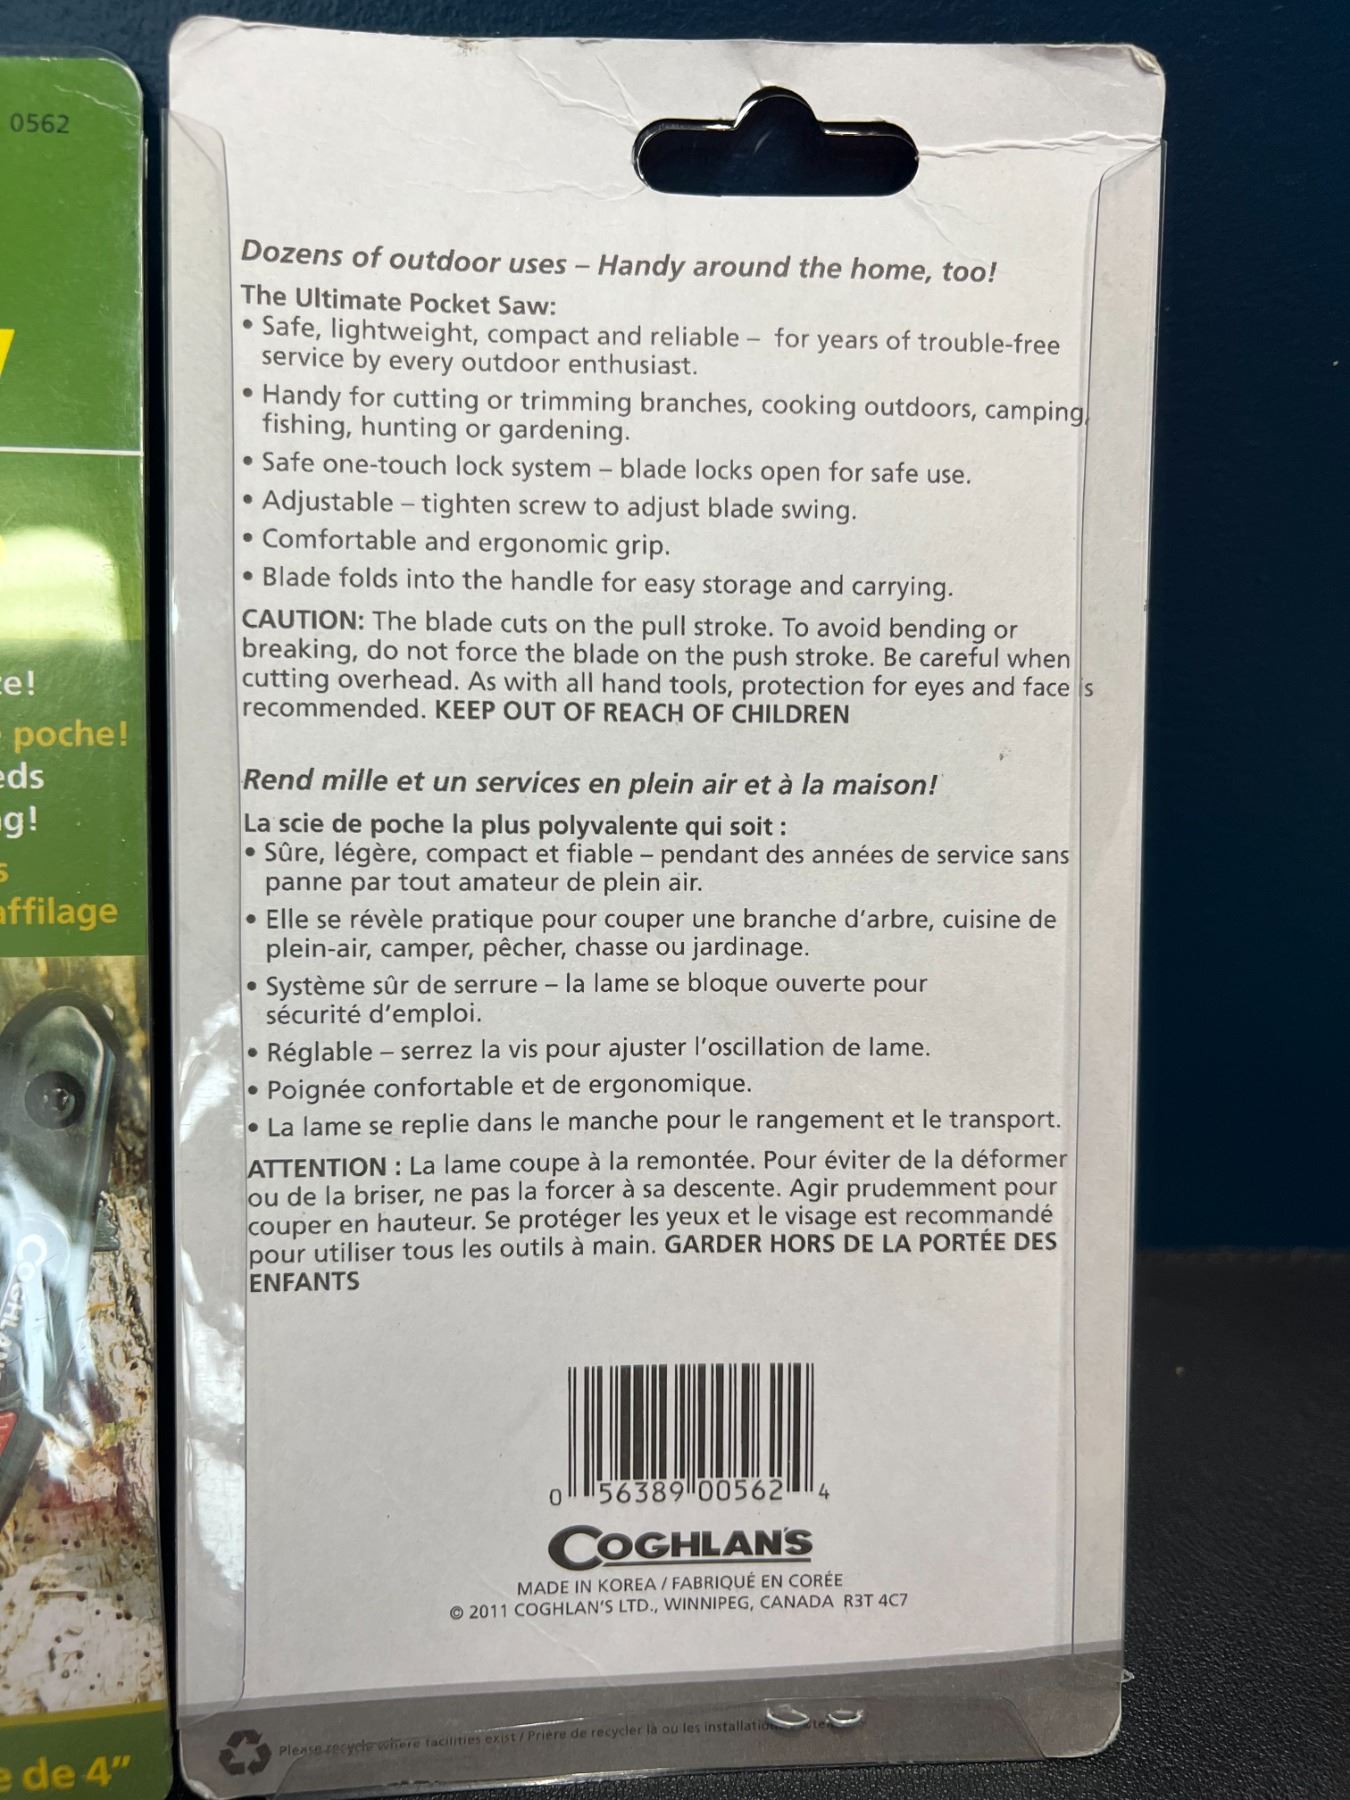 0562
e!
poche!
eds
g!
s
affilage
COGHLAN
e de 4"
Dozens of outdoor uses – Handy around the home, too!
The Ultimate Pocket Saw:
• Safe, lightweight, compact and reliable – for years of trouble-free
service by every outdoor enthusiast.
• Handy for cutting or trimming branches, cooking outdoors, camping,
fishing, hunting or gardening.
• Safe one-touch lock system – blade locks open for safe use.
• Adjustable – tighten screw to adjust blade swing.
• Comfortable and ergonomic grip.
• Blade folds into the handle for easy storage and carrying.
CAUTION: The blade cuts on the pull stroke. To avoid bending or
breaking, do not force the blade on the push stroke. Be careful when
cutting overhead. As with all hand tools, protection for eyes and face is
recommended. KEEP OUT OF REACH OF CHILDREN
Rend mille et un services en plein air et à la maison!
La scie de poche la plus polyvalente qui soit :
• Sûre, légère, compact et fiable – pendant des années de service sans
panne par tout amateur de plein air.
• Elle se révèle pratique pour couper une branche d'arbre, cuisine de
plein-air, camper, pêcher, chasse ou jardinage.
• Système sûr de serrure – la lame se bloque ouverte pour
sécurité d'emploi.
• Réglable – serrez la vis pour ajuster l'oscillation de lame.
• Poignée confortable et de ergonomique.
• La lame se replie dans le manche pour le rangement et le transport.
ATTENTION : La lame coupe à la remontée. Pour éviter de la déformer
ou de la briser, ne pas la forcer à sa descente. Agir prudemment pour
couper en hauteur. Se protéger les yeux et le visage est recommandé
pour utiliser tous les outils à main. GARDER HORS DE LA PORTÉE DES
ENFANTS
0 56389 00562 4
COGHLAN'S
MADE IN KOREA / FABRIQUÉ EN CORÉE
© 2011 COGHLAN'S LTD., WINNIPEG, CANADA R3T 4C7
Please recycle where facilities exist / Prière de recycler là ou les installatio